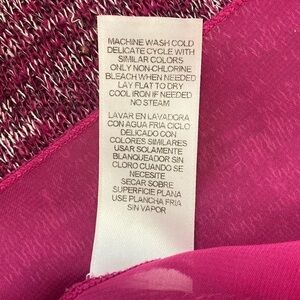 MACHINE WASH COLD
DELICATE CYCLE WITH
SIMILAR COLORS
ONLY NON-CHLORINE
BLEACH WHEN NEEDED
LAY FLAT TO DRY
COOL IRON IF NEEDED
NO STEAM
LAVAR EN LAVADORA
CON AGUA FRIA CICLO
DELICADO CON
COLORES SIMILARES
USAR SOLAMENTE
BLANQUEADOR SIN
CLORO CUANDO SE
NECESITE
SECAR SOBRE
SUPERFICIE PLANA
USE PLANCHA FRIA
SIN VAPOR